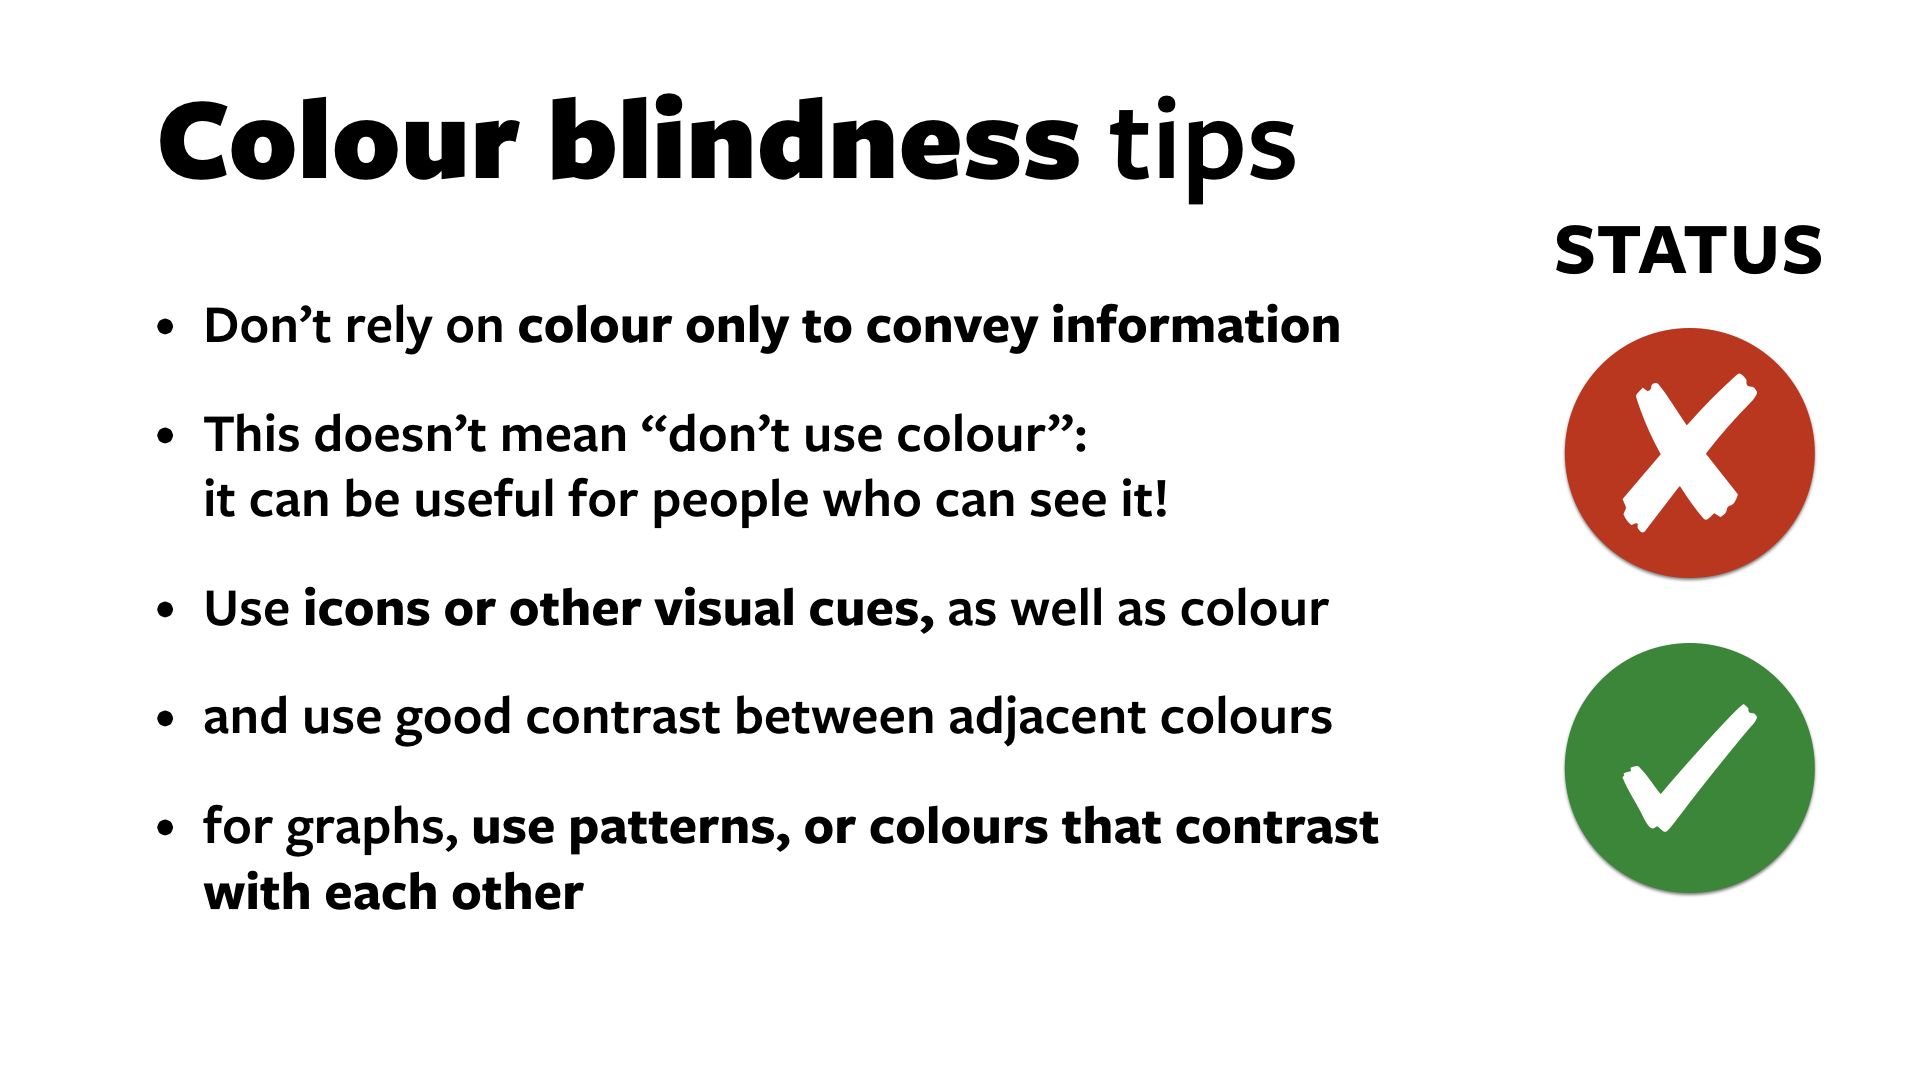 Colour blindness tips
STATUS
• Don’t rely on colour only to convey information
• This doesn’t mean “don’t use colour”:
it can be useful for people who can see it!
• Use icons or other visual cues, as well as colour
• and use good contrast between adjacent colours
• for graphs, use patterns, or colours that contrast
with each other